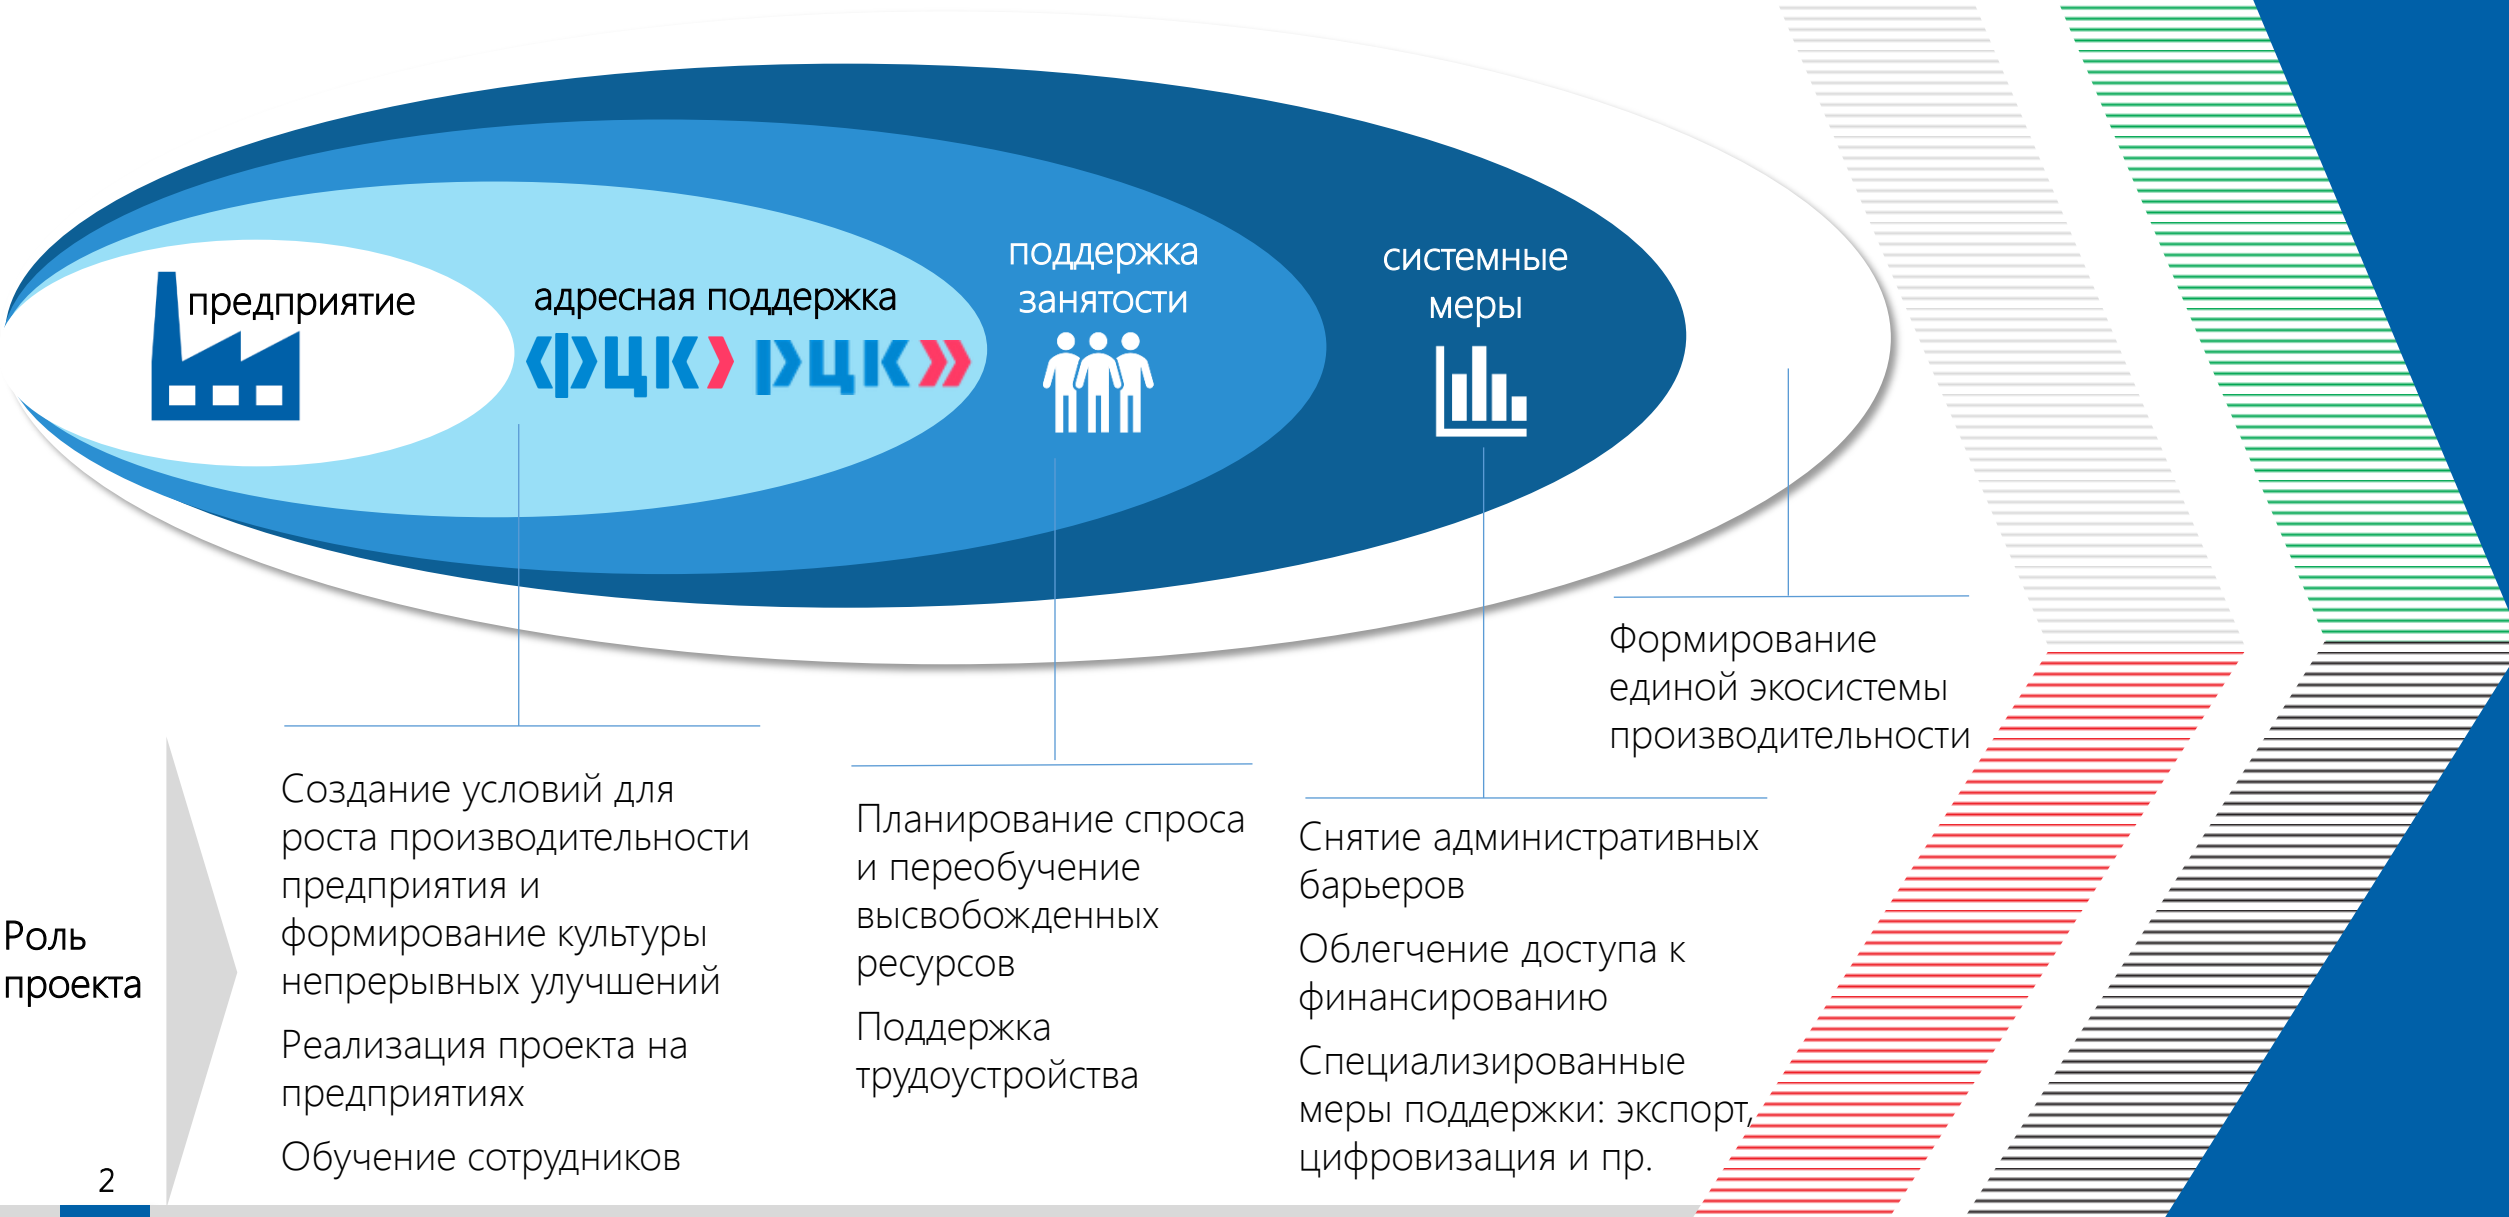 предприятие
адресная поддержка
ФЦК РЦК
поддержка
занятости
системные
меры
Формирование
единой экосистемы
производительности
Роль
проекта
Создание условий для
роста производительности
предприятия и
формирование культуры
непрерывных улучшений
Реализация проекта на
предприятиях
Обучение сотрудников
Планирование спроса
и переобучение
высвобожденных
ресурсов
Поддержка
трудоустройства
Снятие административных
барьеров
Облегчение доступа к
финансированию
Специализированные
меры поддержки: экспорт,
цифровизация и пр.
2